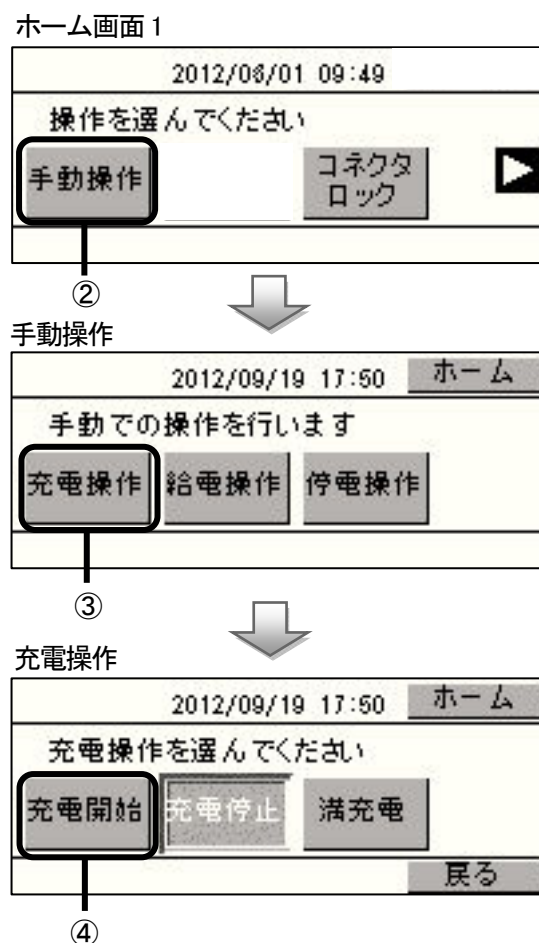 ホーム画面1
2012/06/01 09:49
操作を選んでください
手動操作
コネクタ
ロック
②
手動操作
2012/09/19 17:50 ホーム
手動での操作を行います
充電操作 給電操作 停電操作
③
充電操作
2012/09/19 17:50 ホーム
充電操作を選んでください
充電開始 充電停止 満充電
戻る
④